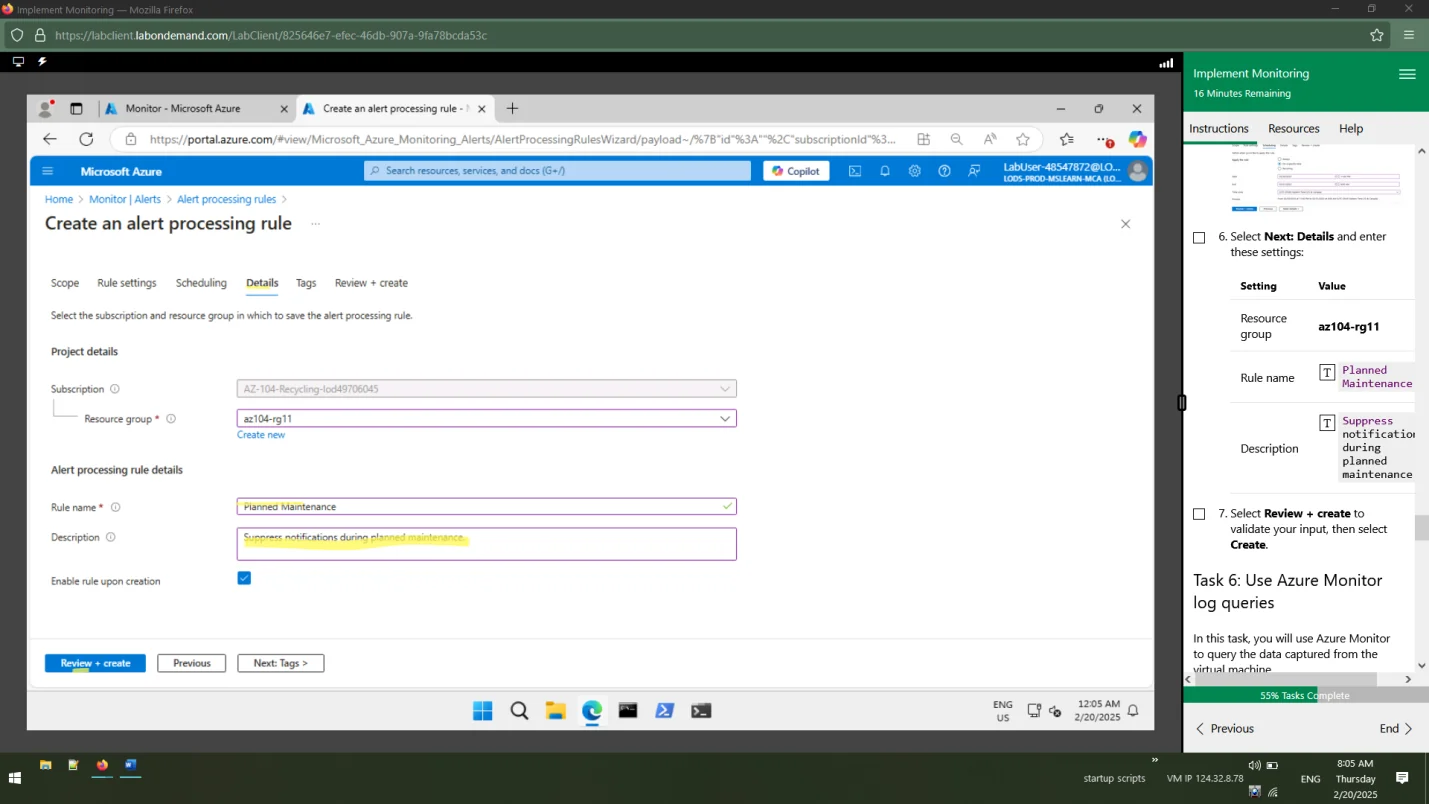 Implement Monitoring — Mozilla Firefox
https://labclient.labondemand.com/LabClient/825646e7-efec-46db-907a-9fa78bcda53c
Monitor - Microsoft Azure
Create an alert processing rule -
https://portal.azure.com/#view/Microsoft_Azure_Monitoring_Alerts/AlertProcessingRulesWizard/payload~/%7B"id"%3A""%2C"subscriptionId"%3...
Microsoft Azure
Search resources, services, and docs (G+/)
Copilot
LabUser-48547872@LO...
LODS-PROD-MSLEARN-MCA (LO...
Home > Monitor | Alerts > Alert processing rules >
Create an alert processing rule ...
Scope
Rule settings
Scheduling
Details
Tags
Review + create
Select the subscription and resource group in which to save the alert processing rule.
Project details
Subscription
AZ-104-Recycling-lod49706045
Resource group *
az104-rg11
Create new
Alert processing rule details
Rule name *
Planned Maintenance
Description
Suppress notifications during planned maintenance.
Enable rule upon creation
Review + create
Previous
Next: Tags >
ENG
US
12:05 AM
2/20/2025
Implement Monitoring
16 Minutes Remaining
Instructions
Resources
Help
6. Select Next: Details and enter
these settings:
Setting
Value
Resource
group
az104-rg11
Rule name
T
Planned
Maintenance
Description
T
Suppress
notification
during
planned
maintenance
7. Select Review + create to
validate your input, then select
Create.
Task 6: Use Azure Monitor
log queries
In this task, you will use Azure Monitor
to query the data captured from the
virtual machine
55% Tasks Complete
< Previous
End >
startup scripts
»
VM IP 124.32.8.78
ENG
8:05 AM
Thursday
2/20/2025